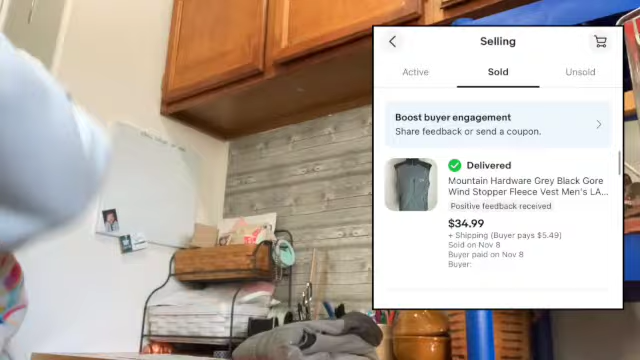 Selling
Active
Sold
Unsold
Boost buyer engagement
Share feedback or send a coupon.
Delivered
Mountain Hardware Grey Black Gore
Wind Stopper Fleece Vest Men's LA...
Positive feedback received
$34.99
+ Shipping (Buyer pays $5.49)
Sold on Nov 8
Buyer paid on Nov 8
Buyer: